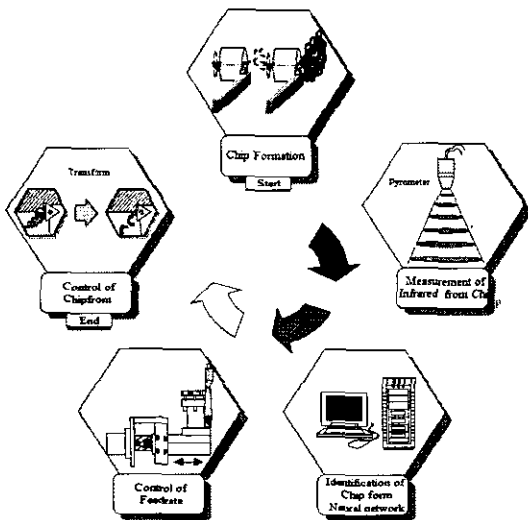 Chip Formation
Start
Pyrometer
Measurement of
Infrared from Chip
Identification of
Chip form
Neural network
Control of
Feedrate
Transform
Control of
Chipfrom
End